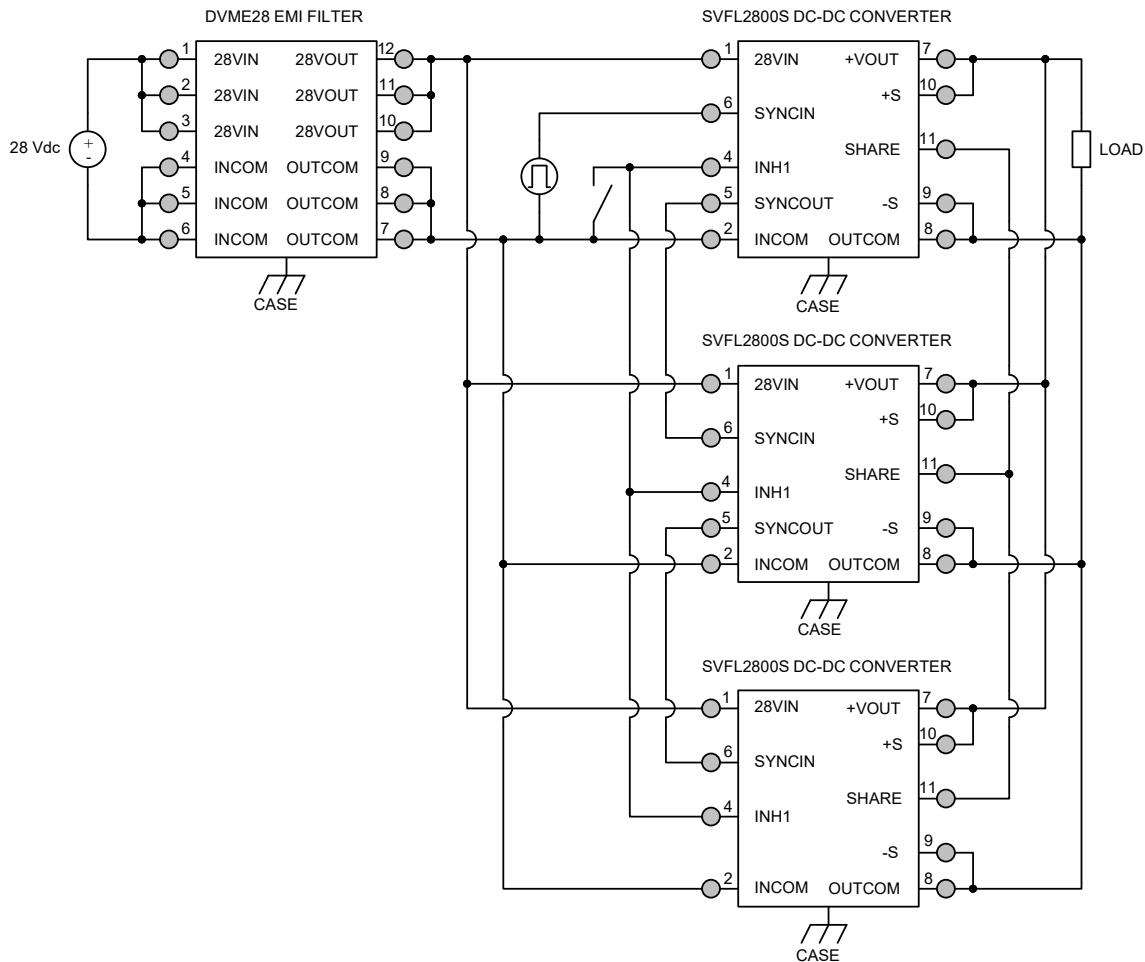 DVME28 EMI FILTER
SVFL2800S DC-DC CONVERTER
1 28VIN 28VOUT 12
2 28VIN 28VOUT 11
3 28VIN 28VOUT 10
4 INCOM OUTCOM 9
5 INCOM OUTCOM 8
6 INCOM OUTCOM 7
CASE
28 Vdc
+
-
1 28VIN +VOUT 7
+S 10
6 SYNCIN
SHARE 11
4 INH1
5 SYNCOUT -S 9
2 INCOM OUTCOM 8
CASE
LOAD
SVFL2800S DC-DC CONVERTER
1 28VIN +VOUT 7
+S 10
6 SYNCIN
SHARE 11
4 INH1
5 SYNCOUT -S 9
2 INCOM OUTCOM 8
CASE
SVFL2800S DC-DC CONVERTER
1 28VIN +VOUT 7
+S 10
6 SYNCIN
SHARE 11
4 INH1
-S 9
2 INCOM OUTCOM 8
CASE